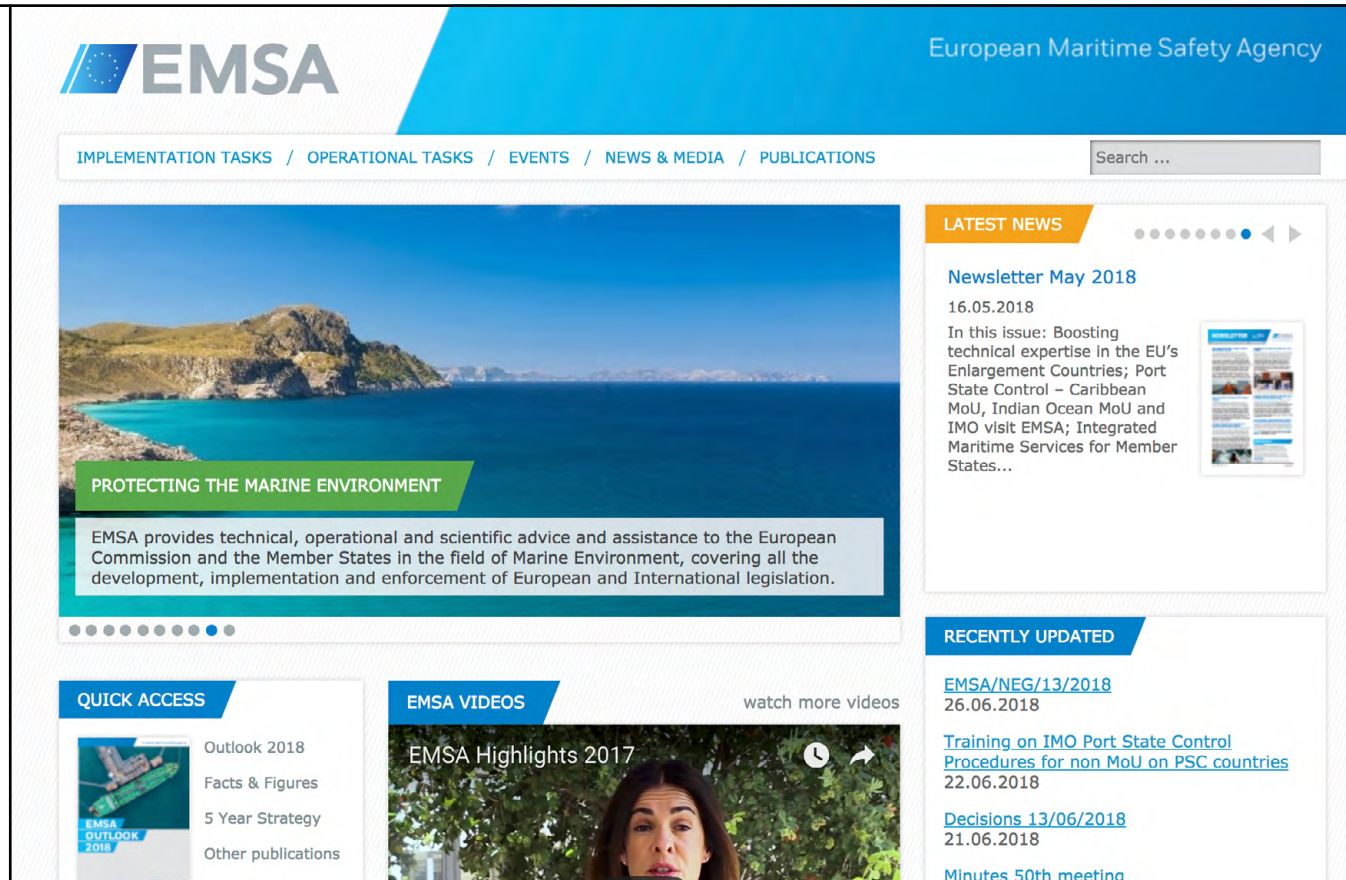 EMSA
European Maritime Safety Agency
IMPLEMENTATION TASKS / OPERATIONAL TASKS / EVENTS / NEWS & MEDIA / PUBLICATIONS
Search ...
PROTECTING THE MARINE ENVIRONMENT
EMSA provides technical, operational and scientific advice and assistance to the European
Commission and the Member States in the field of Marine Environment, covering all the
development, implementation and enforcement of European and International legislation.
LATEST NEWS
Newsletter May 2018
16.05.2018
In this issue: Boosting
technical expertise in the EU's
Enlargement Countries; Port
State Control – Caribbean
MoU, Indian Ocean MoU and
IMO visit EMSA; Integrated
Maritime Services for Member
States...
NEWSLETTER
QUICK ACCESS
EMSA
OUTLOOK
2018
Outlook 2018
Facts & Figures
5 Year Strategy
Other publications
EMSA VIDEOS
watch more videos
EMSA Highlights 2017
RECENTLY UPDATED
EMSA/NEG/13/2018
26.06.2018
Training on IMO Port State Control
Procedures for non MoU on PSC countries
22.06.2018
Decisions 13/06/2018
21.06.2018
Minutes 50th meeting